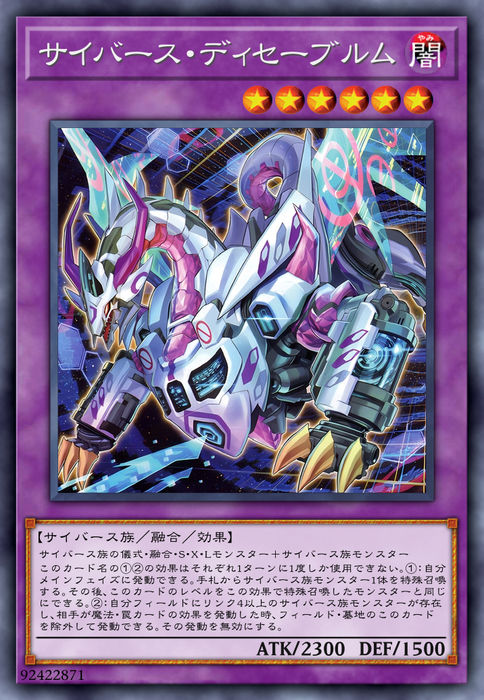 サイバース・ディセーブルム
やみ
闇
【サイバース族／融合／効果】
サイバース族の儀式・融合・S・X・Lモンスター＋サイバース族モンスター
このカード名の①②の効果はそれぞれ1ターンに1度しか使用できない。①：自分
メインフェイズに発動できる。手札からサイバース族モンスター1体を特殊召喚
する。その後、このカードのレベルをこの効果で特殊召喚したモンスターと同じ
にできる。②：自分フィールドにリンク4以上のサイバース族モンスターが存在
し、相手が魔法・罠カードの効果を発動した時、フィールド・墓地のこのカード
を除外して発動できる。その発動を無効にする。
ATK/2300 DEF/1500
92422871